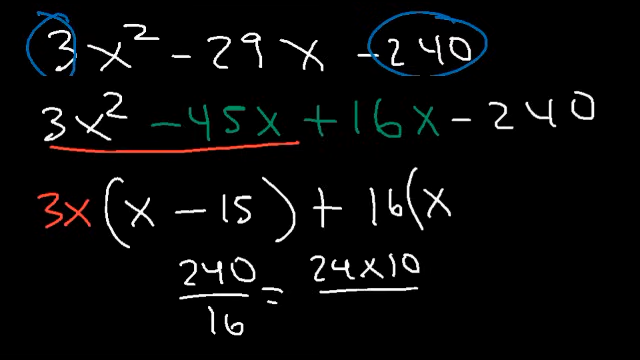 3x² - 29x - 240
3x² - 45x + 16x - 240
3x(x - 15) + 16(x
240/16 = 24x10